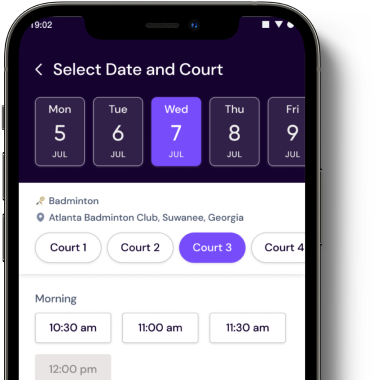 19:02
Select Date and Court
Mon Tue Wed Thu Fri
5 6 7 8 9
JUL JUL JUL JUL JUL
Badminton
Atlanta Badminton Club, Suwanee, Georgia
Court 1 Court 2 Court 3 Court 4
Morning
10:30 am 11:00 am 11:30 am
12:00 pm